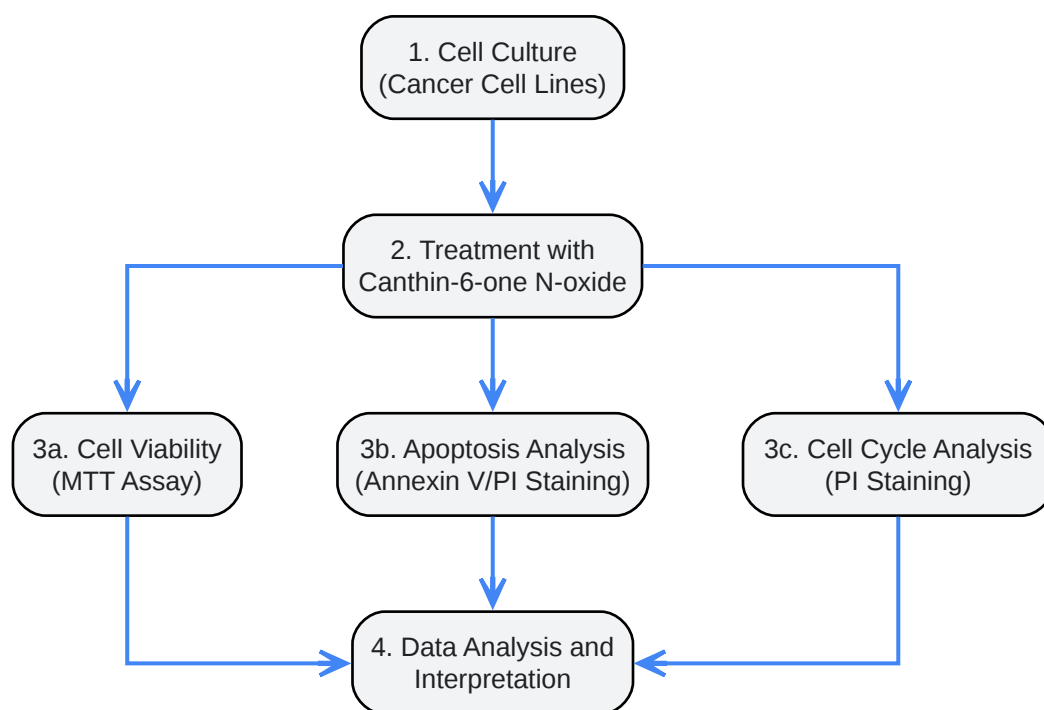 1. Cell Culture
(Cancer Cell Lines)
2. Treatment with
Canthin-6-one N-oxide
3a. Cell Viability
(MTT Assay)
3b. Apoptosis Analysis
(Annexin V/PI Staining)
3c. Cell Cycle Analysis
(PI Staining)
4. Data Analysis and
Interpretation